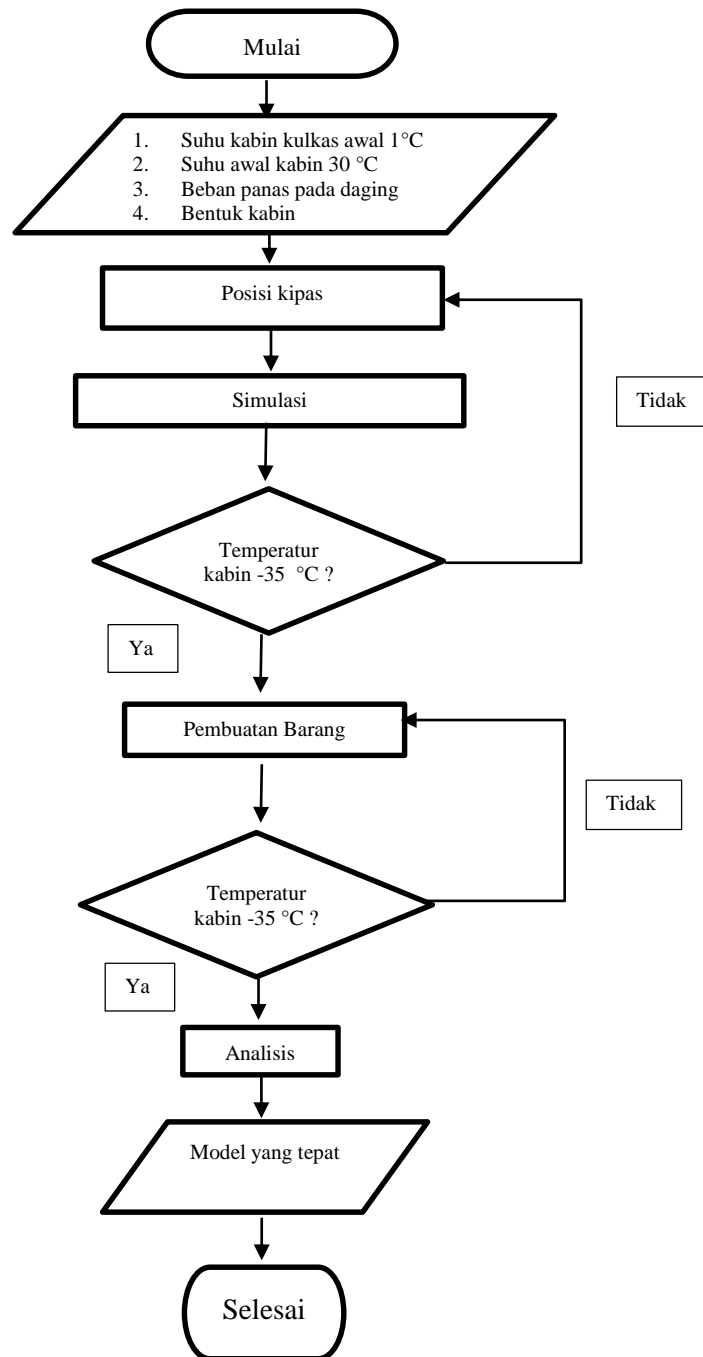 Mulai
1. Suhu kabin kulkas awal 1°C
2. Suhu awal kabin 30 °C
3. Beban panas pada daging
4. Bentuk kabin
Posisi kipas
Simulasi
Tidak
Temperatur
kabin -35 °C ?
Ya
Pembuatan Barang
Tidak
Temperatur
kabin -35 °C ?
Ya
Analisis
Model yang tepat
Selesai